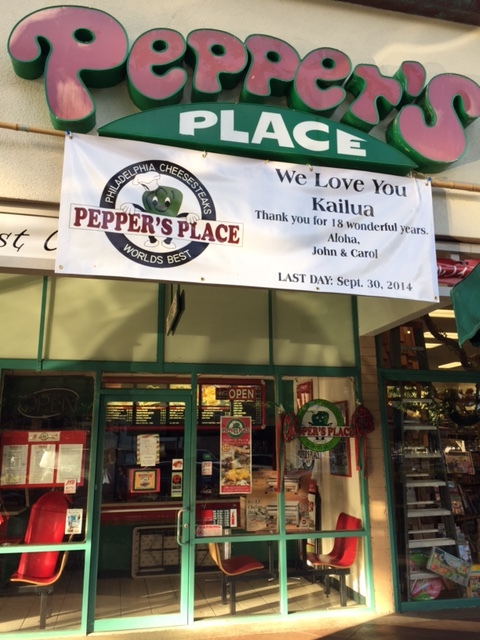 Pepper's
PLACE
PHILADELPHIA CHEESESTEAKS
PEPPER'S PLACE
WORLDS BEST
We Love You
Kailua
Thank you for 18 wonderful years.
Aloha,
John & Carol
LAST DAY: Sept. 30, 2014
OPEN
PEPPER'S PLACE